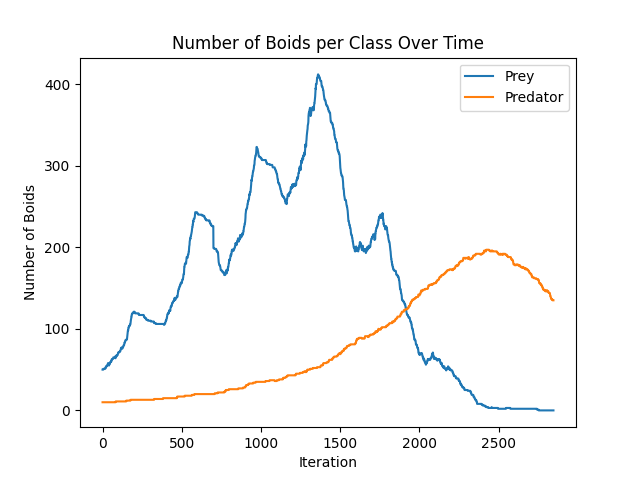 Number of Boids per Class Over Time
Prey
Predator
Number of Boids
400
300
200
100
0
0 500 1000 1500 2000 2500
Iteration